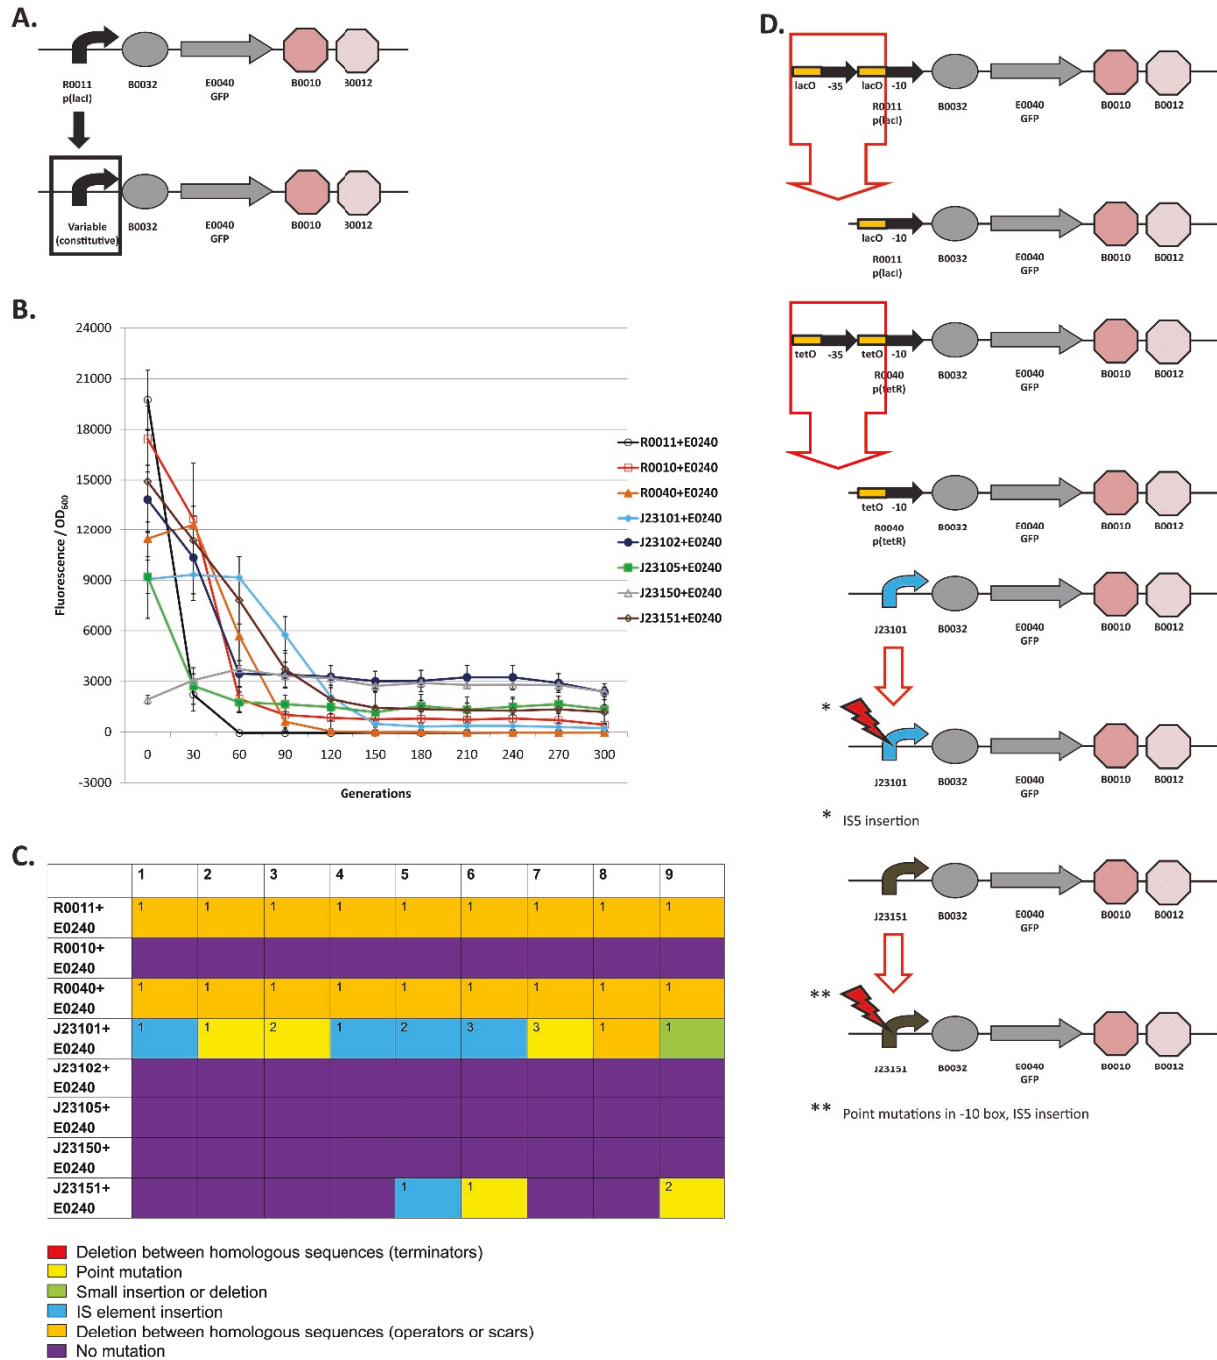 A.
R0011
p(lacI)
B0032
E0040
GFP
B0010
30012
Variable
(constitutive)
B0032
E0040
GFP
B0010
30012
B.
Fluorescence / OD600
24000
21000
18000
15000
12000
9000
6000
3000
0
-3000
0 30 60 90 120 150 180 210 240 270 300
Generations
R0011+E0240
R0010+E0240
R0040+E0240
J23101+E0240
J23102+E0240
J23105+E0240
J23150+E0240
J23151+E0240
C.
1 2 3 4 5 6 7 8 9
R0011+ E0240 1 1 1 1 1 1 1 1 1
R0010+ E0240
R0040+ E0240 1 1 1 1 1 1 1 1 1
J23101+ E0240 1 1 2 1 2 3 3 1 1
J23102+ E0240
J23105+ E0240
J23150+ E0240
J23151+ E0240 1 1 2
Deletion between homologous sequences (terminators)
Point mutation
Small insertion or deletion
IS element insertion
Deletion between homologous sequences (operators or scars)
No mutation
D.
lacO -35 lacO -10
R0011
p(lacI)
B0032
E0040
GFP
B0010
B0012
lacO -10
R0011
p(lacI)
B0032
E0040
GFP
B0010
B0012
tetO -35 tetO -10
R0040
p(tetR)
B0032
E0040
GFP
B0010
B0012
tetO -10
R0040
p(tetR)
B0032
E0040
GFP
B0010
B0012
J23101
B0032
E0040
GFP
B0010
B0012
*
J23101
B0032
E0040
GFP
B0010
B0012
* IS5 insertion
J23151
B0032
E0040
GFP
B0010
B0012
**
J23151
B0032
E0040
GFP
B0010
B0012
** Point mutations in -10 box, IS5 insertion